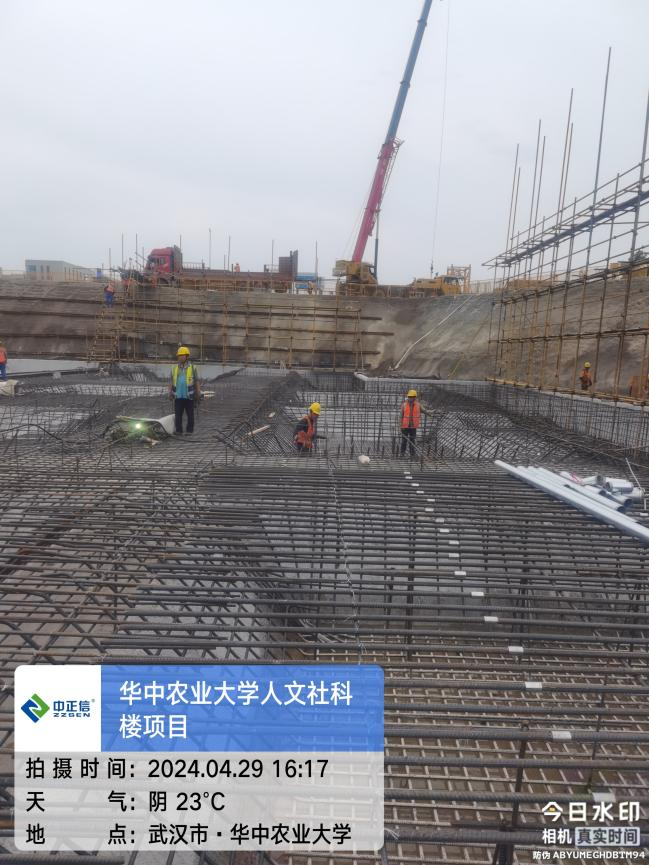 中正信®
ZZSEN
华中农业大学人文社科
楼项目
拍摄时间：2024.04.29 16:17
天气：阴 23°C
地点：武汉市·华中农业大学
今日水印
相机 真实时间
防伪 ABYUMEGHDBTM94